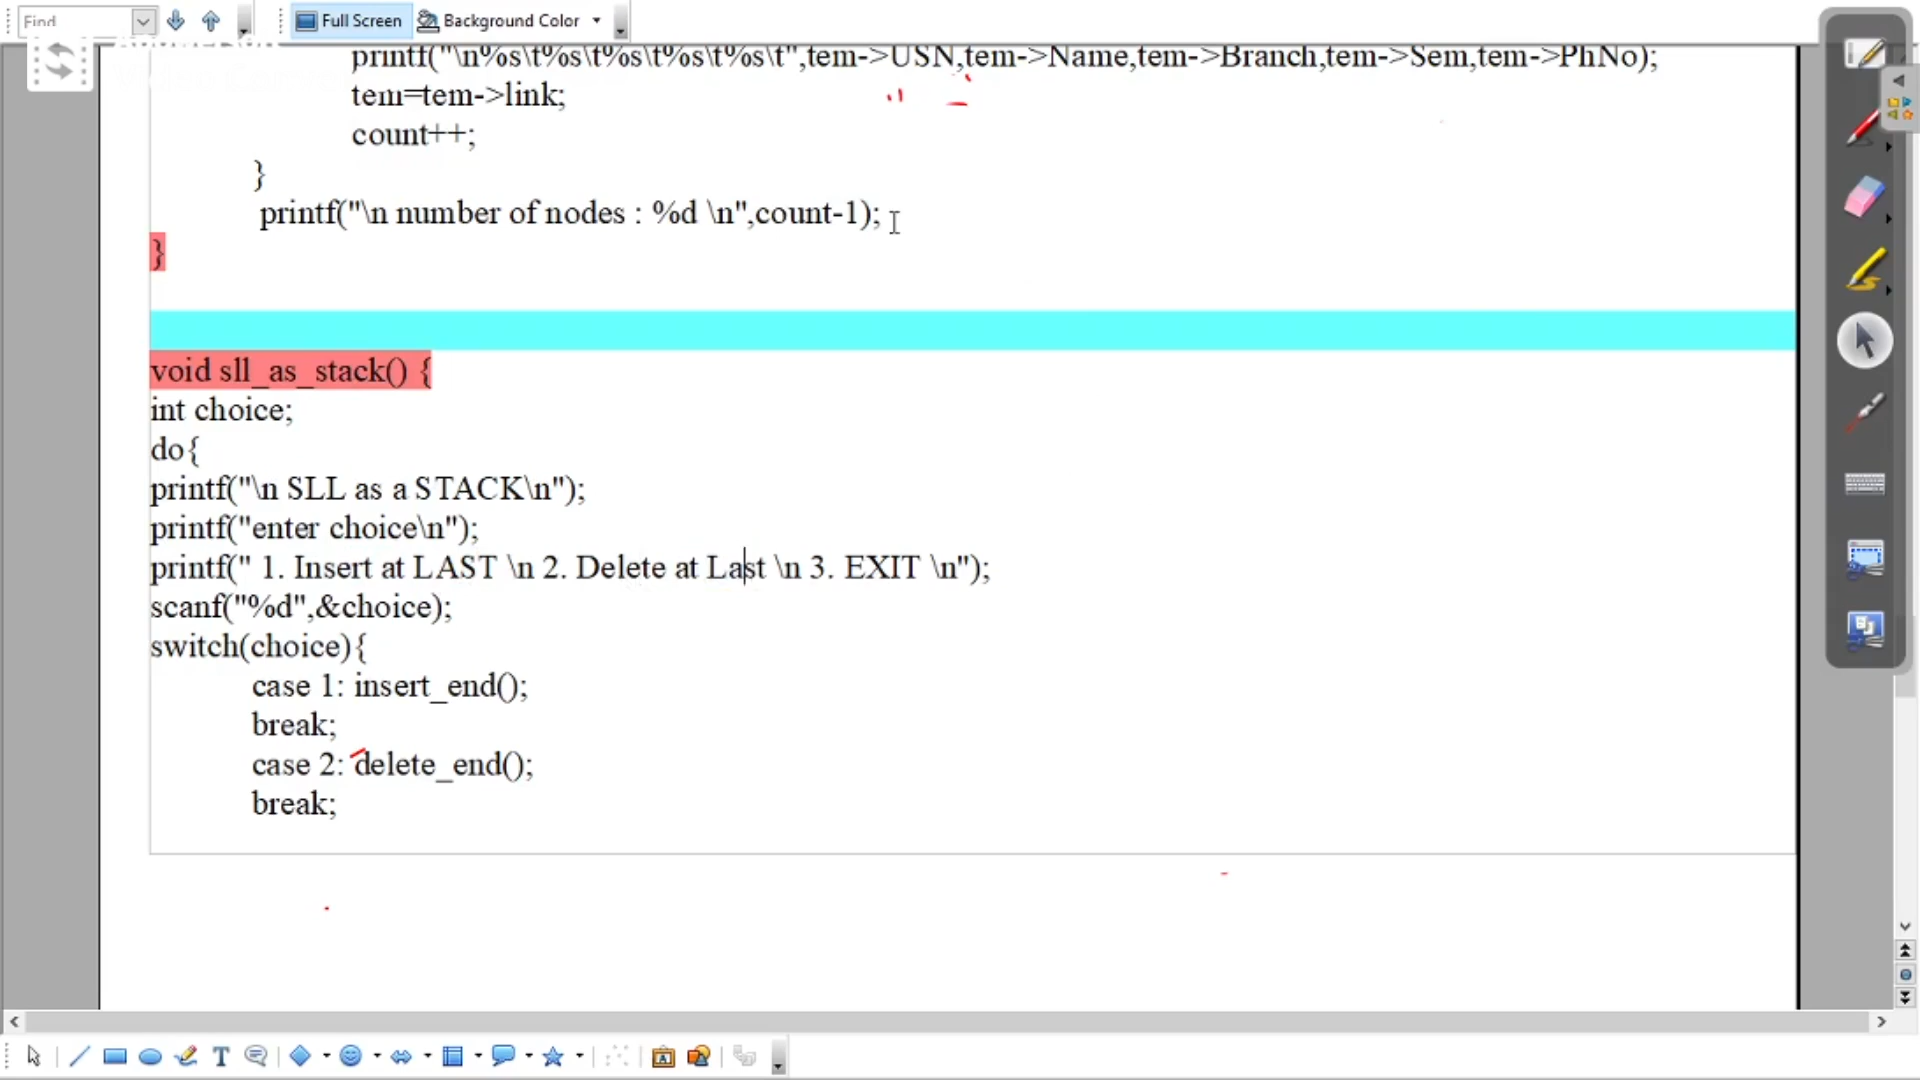 Find
Full Screen
Background Color
printf("\n%s\t%s\t%s\t%s\t%s\t",tem->USN,tem->Name,tem->Branch,tem->Sem,tem->PhNo);
tem=tem->link;
count++;
}
printf("\n number of nodes : %d \n",count-1);
}
void sll_as_stack() {
int choice;
do{
printf("\n SLL as a STACK\n");
printf("enter choice\n");
printf(" 1. Insert at LAST \n 2. Delete at Last \n 3. EXIT \n");
scanf("%d",&choice);
switch(choice){
case 1: insert_end();
break;
case 2: delete_end();
break;